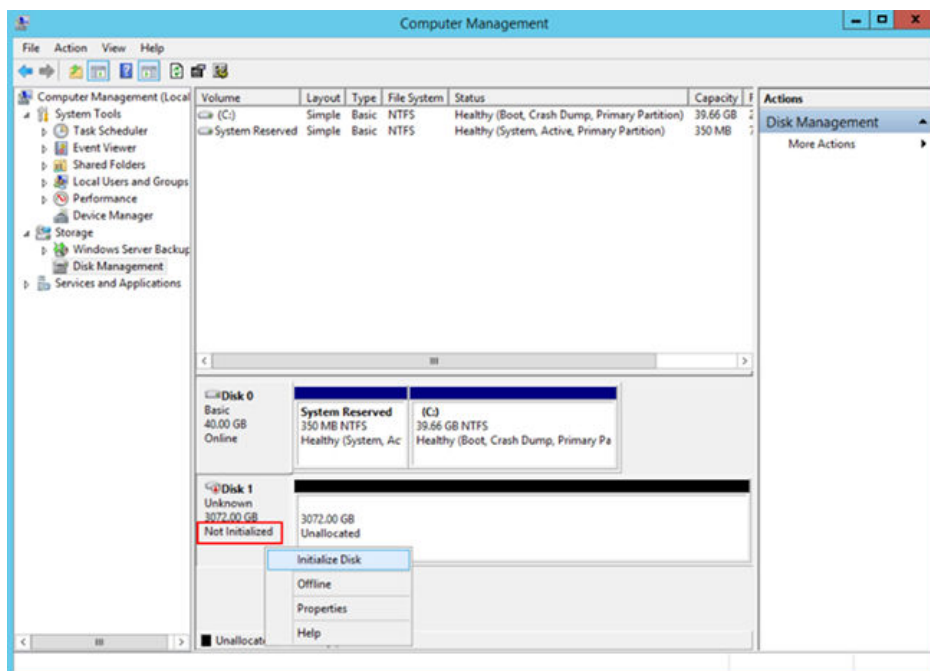 Computer Management
File Action View Help
Computer Management (Local
System Tools
Task Scheduler
Event Viewer
Shared Folders
Local Users and Groups
Performance
Device Manager
Storage
Windows Server Backup
Disk Management
Services and Applications
Volume Layout Type File System Status Capacity F
(C:) Simple Basic NTFS Healthy (Boot, Crash Dump, Primary Partition) 39.66 GB
System Reserved Simple Basic NTFS Healthy (System, Active, Primary Partition) 350 MB
Actions
Disk Management
More Actions
Disk 0
Basic
40.00 GB
Online
System Reserved
350 MB NTFS
Healthy (System, Ac
(C:)
39.66 GB NTFS
Healthy (Boot, Crash Dump, Primary Pa
Disk 1
Unknown
3072.00 GB
Not Initialized
3072.00 GB
Unallocated
Initialize Disk
Offline
Properties
Help
Unallocat